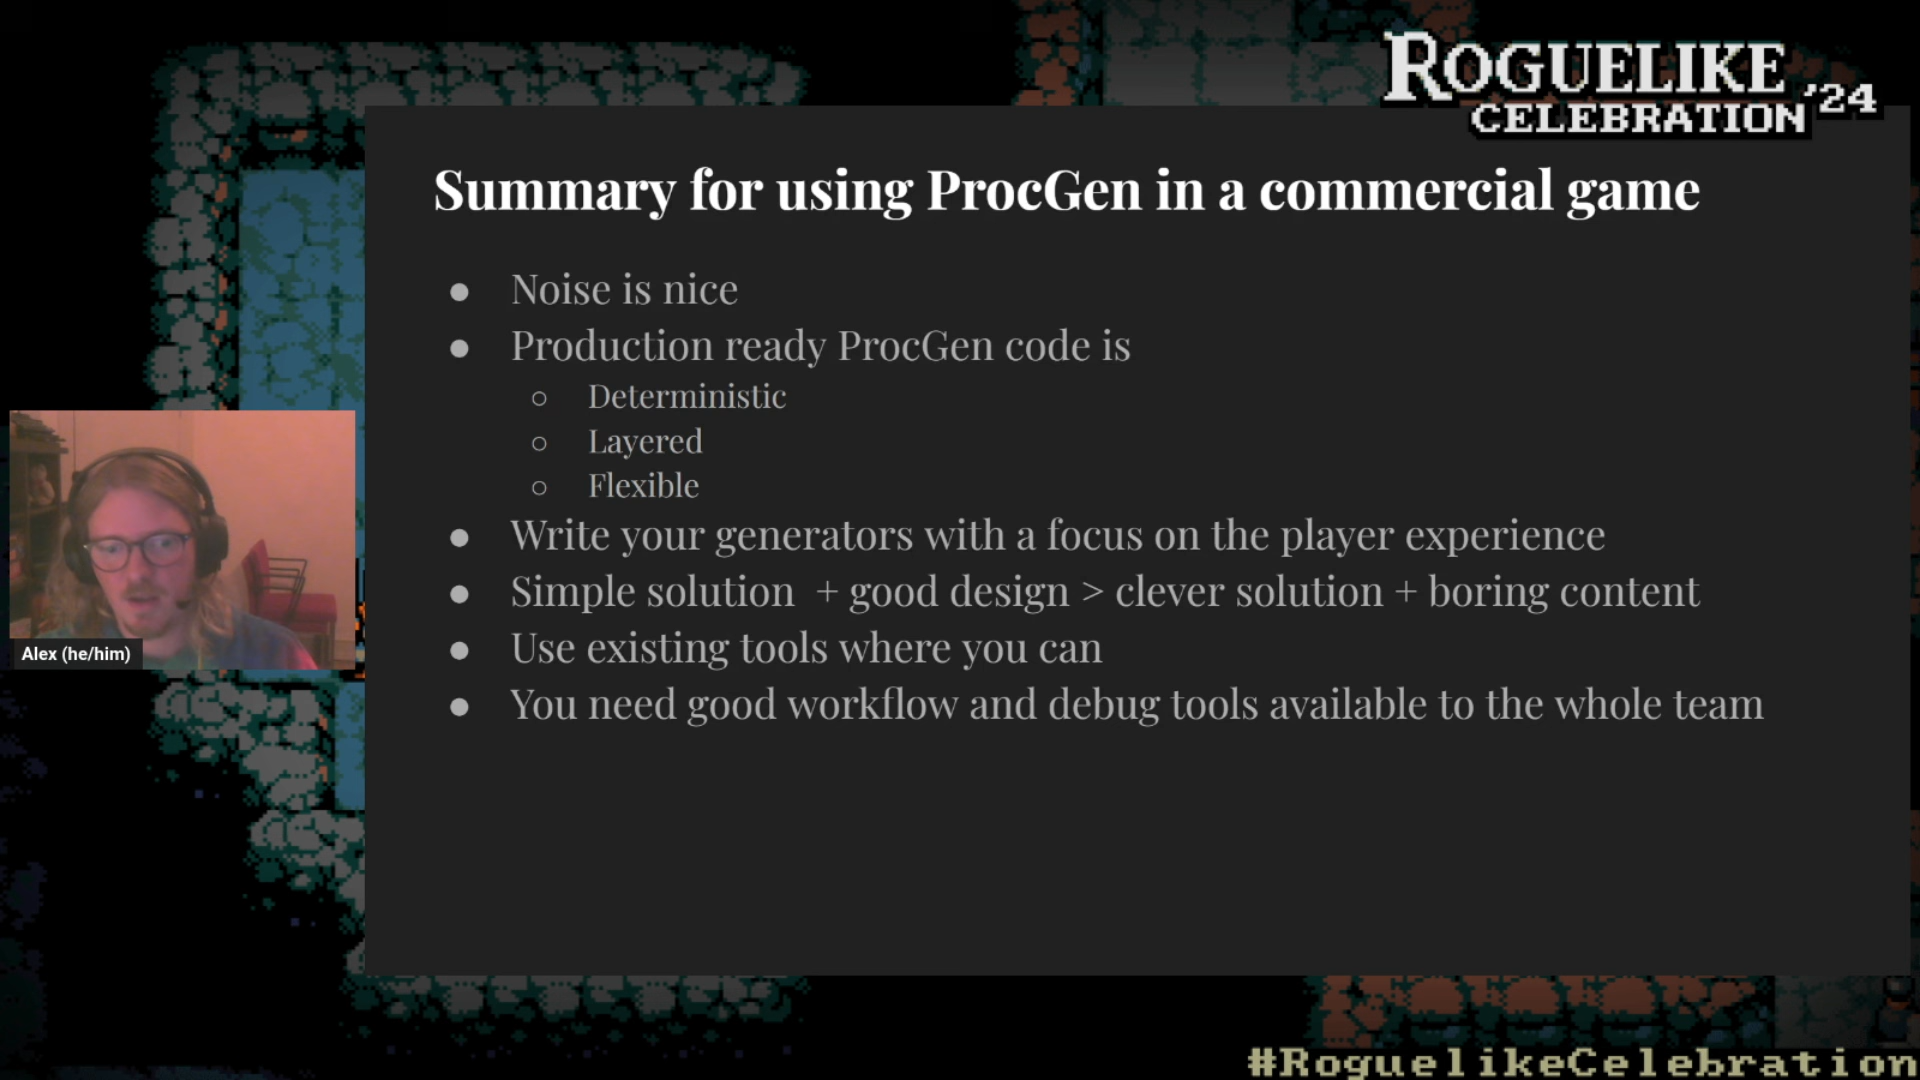 ROGUELIKE
CELEBRATION '24
Summary for using ProcGen in a commercial game
● Noise is nice
● Production ready ProcGen code is
○ Deterministic
○ Layered
○ Flexible
● Write your generators with a focus on the player experience
● Simple solution + good design > clever solution + boring content
● Use existing tools where you can
● You need good workflow and debug tools available to the whole team
Alex (he/him)
#RoguelikeCelebration